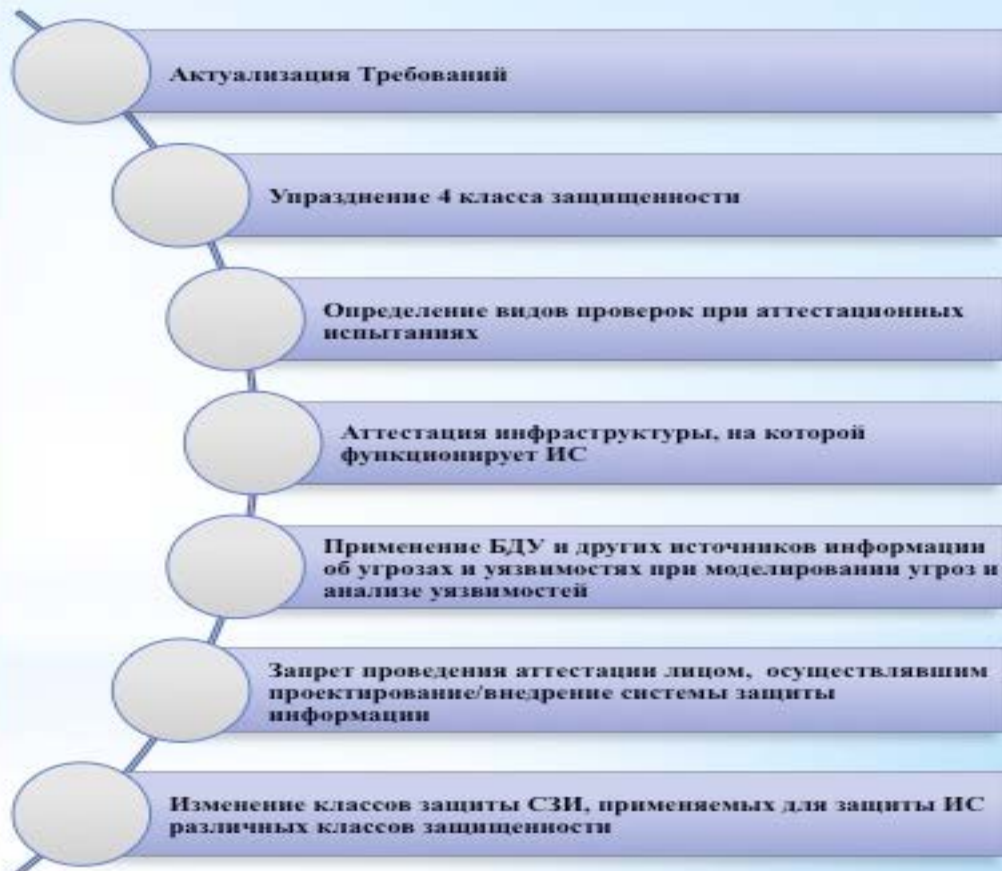 Актуализация Требований
Упразднение 4 класса защищенности
Определение видов проверок при аттестационных
испытаниях
Аттестация инфраструктуры, на которой
функционирует ИС
Применение БДУ и других источников информации
об угрозах и уязвимостях при моделировании угроз и
анализе уязвимостей
Запрет проведения аттестации лицом, осуществлявшим
проектирование/внедрение системы защиты
информации
Изменение классов защиты СЗИ, применяемых для защиты ИС
различных классов защищенности